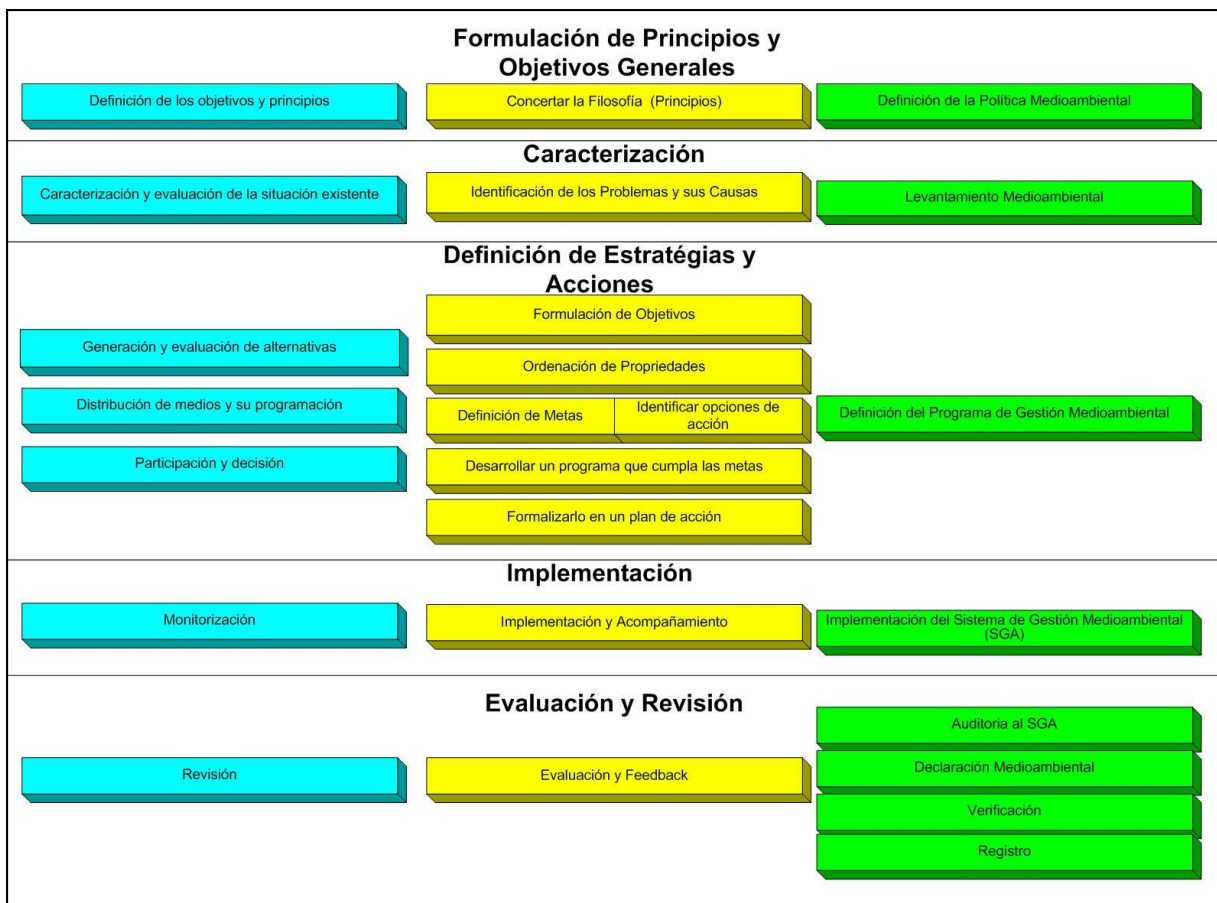 Formulación de Principios y
Objetivos Generales
Definición de los objetivos y principios
Concertar la Filosofía (Principios)
Definición de la Política Medioambiental
Caracterización
Caracterización y evaluación de la situación existente
Identificación de los Problemas y sus Causas
Levantamiento Medioambiental
Definición de Estratégias y
Acciones
Generación y evaluación de alternativas
Distribución de medios y su programación
Participación y decisión
Formulación de Objetivos
Ordenación de Propriedades
Definición de Metas
Identificar opciones de
acción
Desarrollar un programa que cumpla las metas
Formalizarlo en un plan de acción
Definición del Programa de Gestión Medioambiental
Implementación
Monitorización
Implementación y Acompañamiento
Implementación del Sistema de Gestión Medioambiental
(SGA)
Evaluación y Revisión
Revisión
Evaluación y Feedback
Auditoria al SGA
Declaración Medioambiental
Verificación
Registro